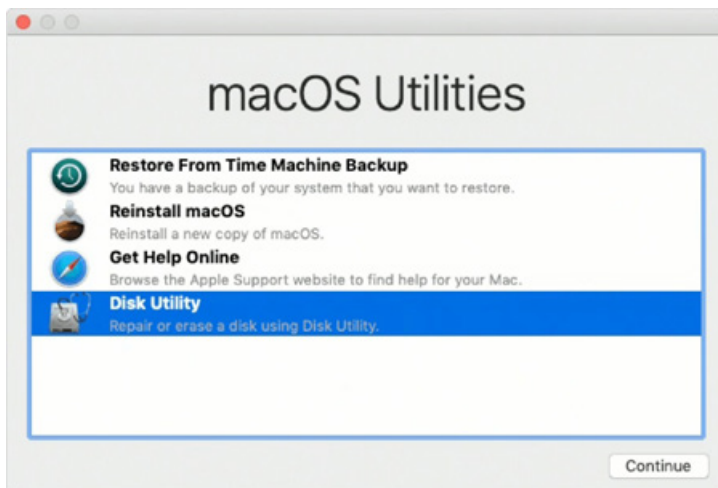 macOS Utilities
Restore From Time Machine Backup
You have a backup of your system that you want to restore.
Reinstall macOS
Reinstall a new copy of macOS.
Get Help Online
Browse the Apple Support website to find help for your Mac.
Disk Utility
Repair or erase a disk using Disk Utility.
Continue